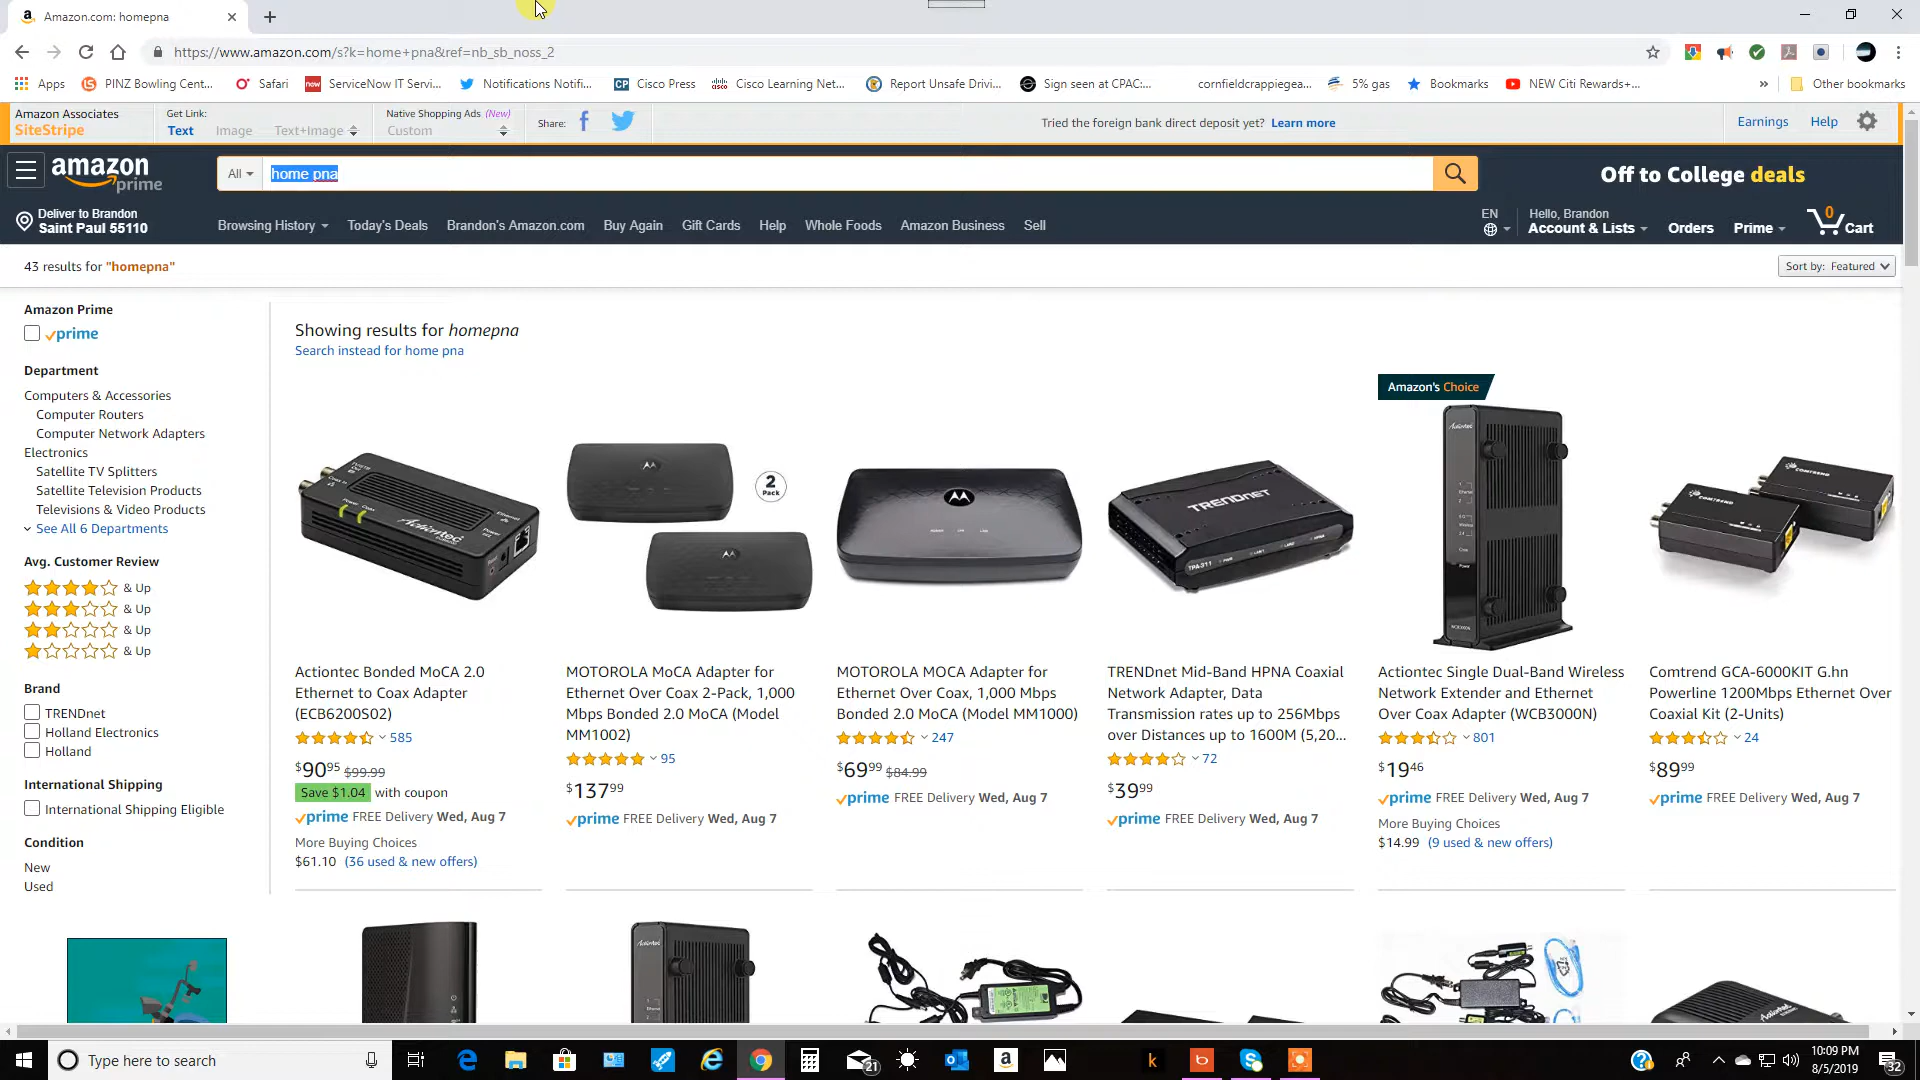 Amazon.com: homepna
https://www.amazon.com/s?k=home+pna&ref=nb_sb_noss_2
Apps
PINZ Bowling Cent...
Safari
ServiceNow IT Servi...
Notifications Notifi...
Cisco Press
Cisco Learning Net...
Report Unsafe Drivi...
Sign seen at CPAC:...
cornfieldcrappiegea...
5% gas
Bookmarks
NEW Citi Rewards+...
»
Other bookmarks
Amazon Associates
SiteStripe
Get Link:
Text Image Text+Image
Native Shopping Ads (New)
Custom
Share:
Tried the foreign bank direct deposit yet? Learn more
Earnings
Help
amazon
prime
All
home pna
Off to College deals
Deliver to Brandon
Saint Paul 55110
Browsing History
Today's Deals
Brandon's Amazon.com
Buy Again
Gift Cards
Help
Whole Foods
Amazon Business
Sell
EN
Hello, Brandon
Account & Lists
Orders
Prime
0
Cart
43 results for "homepna"
Sort by: Featured
Amazon Prime
prime
Department
Computers & Accessories
Computer Routers
Computer Network Adapters
Electronics
Satellite TV Splitters
Satellite Television Products
Televisions & Video Products
See All 6 Departments
Avg. Customer Review
& Up
& Up
& Up
& Up
Brand
TRENDnet
Holland Electronics
Holland
International Shipping
International Shipping Eligible
Condition
New
Used
Showing results for homepna
Search instead for home pna
Actiontec
Actiontec Bonded MoCA 2.0
Ethernet to Coax Adapter
(ECB6200S02)
585
$90.95 $99.99
Save $1.04 with coupon
prime FREE Delivery Wed, Aug 7
More Buying Choices
$61.10 (36 used & new offers)
2
Pack
MOTOROLA MoCA Adapter for
Ethernet Over Coax 2-Pack, 1,000
Mbps Bonded 2.0 MoCA (Model
MM1002)
95
$137.99
prime FREE Delivery Wed, Aug 7
MOTOROLA MOCA Adapter for
Ethernet Over Coax, 1,000 Mbps
Bonded 2.0 MoCA (Model MM1000)
247
$69.99 $84.99
prime FREE Delivery Wed, Aug 7
TRENDNET
TPA-311
TRENDnet Mid-Band HPNA Coaxial
Network Adapter, Data
Transmission rates up to 256Mbps
over Distances up to 1600M (5,20...
72
$39.99
prime FREE Delivery Wed, Aug 7
Amazon's Choice
Actiontec
WCB3000N
Actiontec Single Dual-Band Wireless
Network Extender and Ethernet
Over Coax Adapter (WCB3000N)
801
$19.46
prime FREE Delivery Wed, Aug 7
More Buying Choices
$14.99 (9 used & new offers)
COMTREND
COMTREND
Comtrend GCA-6000KIT G.hn
Powerline 1200Mbps Ethernet Over
Coaxial Kit (2-Units)
24
$89.99
prime FREE Delivery Wed, Aug 7
Actiontec
Actiontec
Type here to search
21
10:09 PM
8/5/2019
32